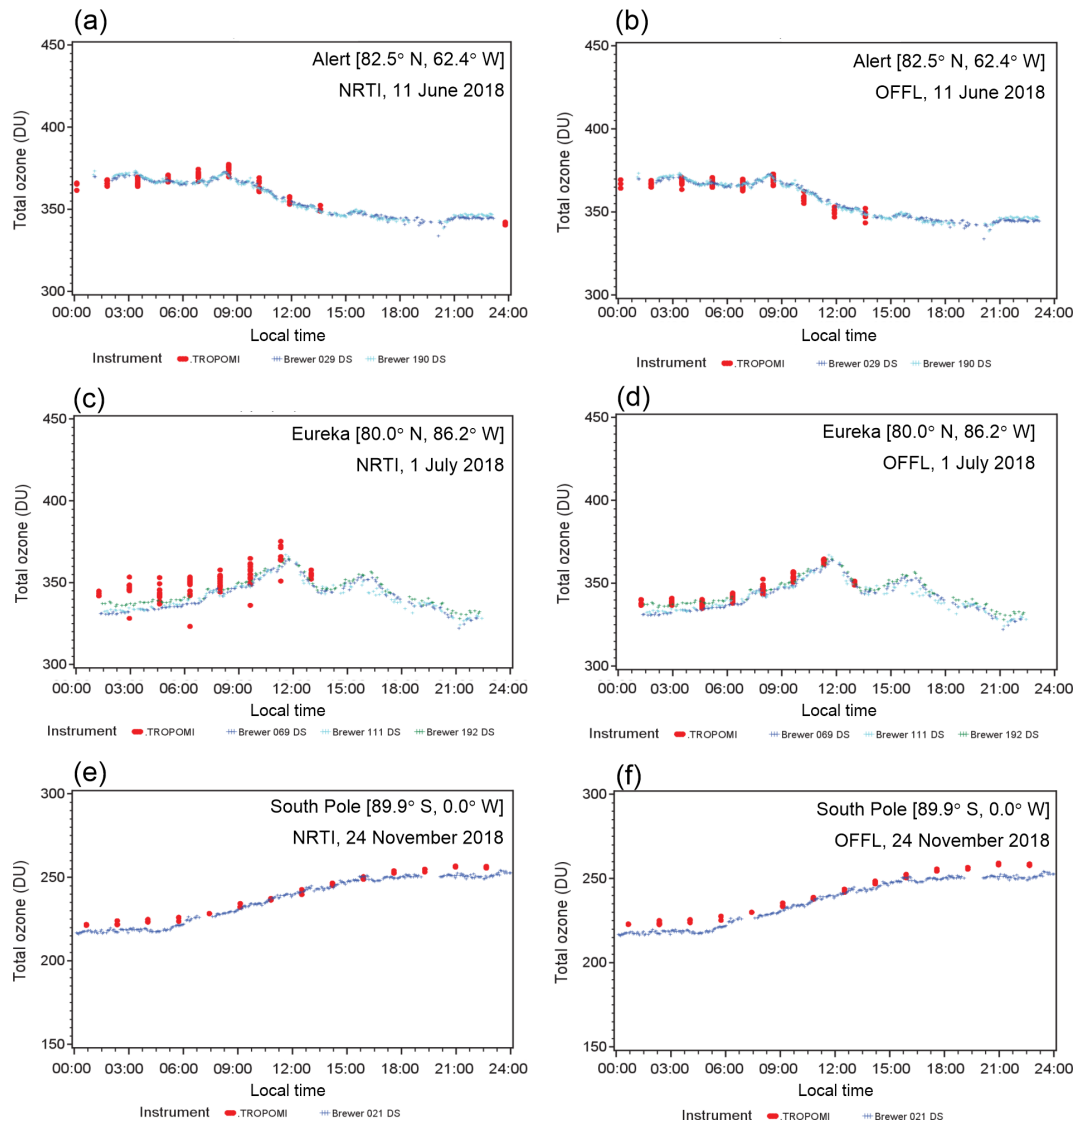 (a)
Alert [82.5° N, 62.4° W]
NRTI, 11 June 2018
Total ozone (DU)
450
400
350
300
00:00 03:00 06:00 09:00 12:00 15:00 18:00 21:00 24:00
Local time
Instrument .TROPOMI Brewer 029 DS Brewer 190 DS
(b)
Alert [82.5° N, 62.4° W]
OFFL, 11 June 2018
Total ozone (DU)
450
400
350
300
00:00 03:00 06:00 09:00 12:00 15:00 18:00 21:00 24:00
Local time
Instrument .TROPOMI Brewer 029 DS Brewer 190 DS
(c)
Eureka [80.0° N, 86.2° W]
NRTI, 1 July 2018
Total ozone (DU)
450
400
350
300
00:00 03:00 06:00 09:00 12:00 15:00 18:00 21:00 24:00
Local time
Instrument .TROPOMI Brewer 069 DS Brewer 111 DS Brewer 192 DS
(d)
Eureka [80.0° N, 86.2° W]
OFFL, 1 July 2018
Total ozone (DU)
450
400
350
300
00:00 03:00 06:00 09:00 12:00 15:00 18:00 21:00 24:00
Local time
Instrument .TROPOMI Brewer 069 DS Brewer 111 DS Brewer 192 DS
(e)
South Pole [89.9° S, 0.0° W]
NRTI, 24 November 2018
Total ozone (DU)
300
250
200
150
00:00 03:00 06:00 09:00 12:00 15:00 18:00 21:00 24:00
Local time
Instrument .TROPOMI Brewer 021 DS
(f)
South Pole [89.9° S, 0.0° W]
OFFL, 24 November 2018
Total ozone (DU)
300
250
200
150
00:00 03:00 06:00 09:00 12:00 15:00 18:00 21:00 24:00
Local time
Instrument .TROPOMI Brewer 021 DS